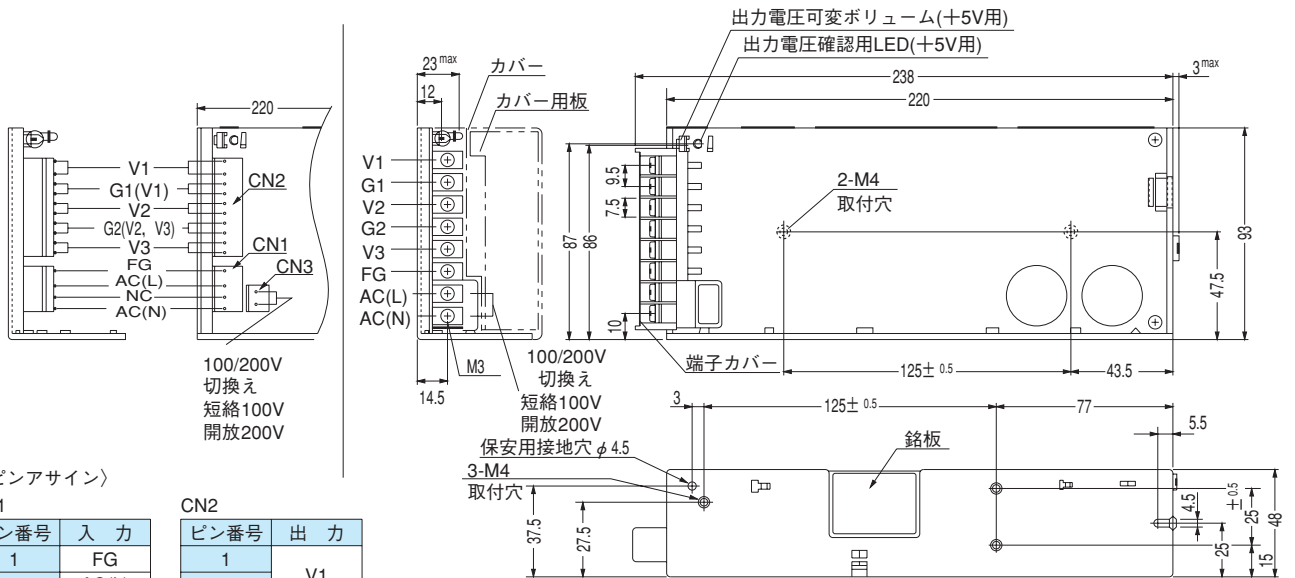 出力電圧可変ボリューム(＋5V用)
出力電圧確認用LED(＋5V用)
220
V1
G1(V1)
V2
G2(V2, V3)
V3
FG
AC(L)
NC
AC(N)
CN2
CN1
CN3
100/200V
切換え
短絡100V
開放200V
23 max
12
カバー
カバー用板
V1
G1
V2
G2
V3
FG
AC(L)
AC(N)
M3
14.5
100/200V
切換え
短絡100V
開放200V
238
3 max
220
9.5
7.5
87
86
10
2-M4
取付穴
93
47.5
端子カバー
125± 0.5
43.5
3
125± 0.5
77
5.5
保安用接地穴φ4.5
銘板
3-M4
取付穴
37.5
27.5
4.5
25
±0.5
25
15
48
ピンアサイン〉
1
ン番号 入 力
1 FG
CN2
ピン番号 出 力
1
V1